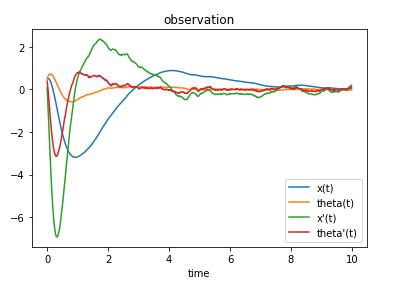 observation
2
0
−2
−4
−6
0
2
4
6
8
10
time
x(t)
theta(t)
x'(t)
theta'(t)